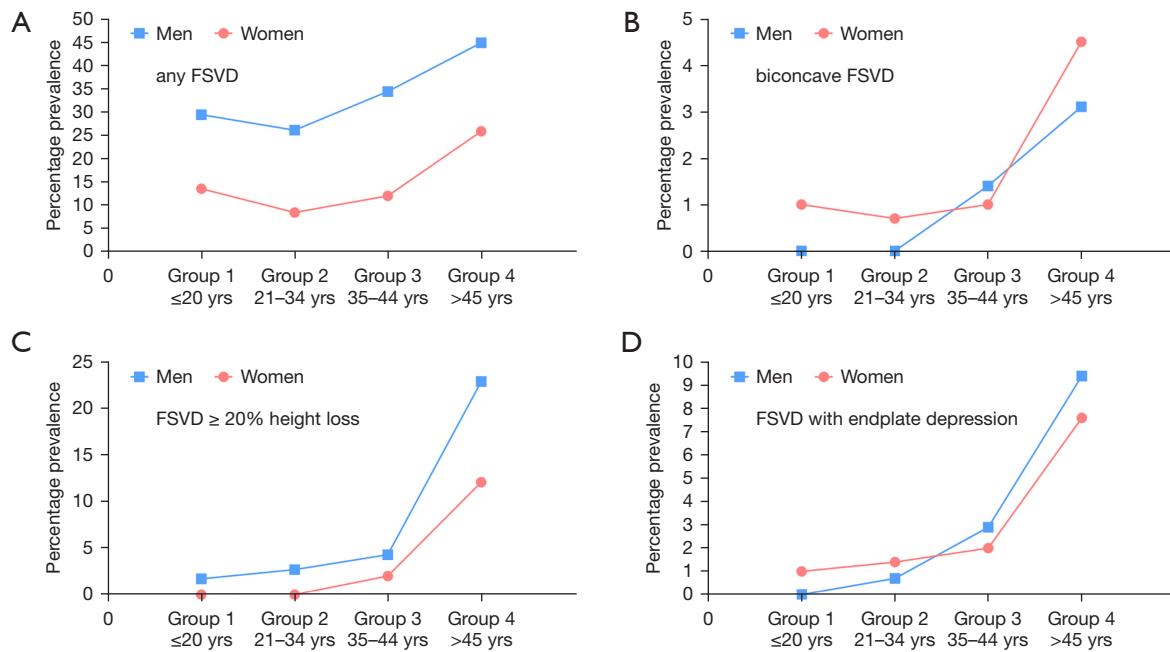 A
Men
Women
any FSVD
Percentage prevalence
50
45
40
35
30
25
20
15
10
5
0
0
Group 1
≤20 yrs
Group 2
21–34 yrs
Group 3
35–44 yrs
Group 4
>45 yrs
B
Men
Women
biconcave FSVD
Percentage prevalence
5
4
3
2
1
0
0
Group 1
≤20 yrs
Group 2
21–34 yrs
Group 3
35–44 yrs
Group 4
>45 yrs
C
Men
Women
FSVD ≥ 20% height loss
Percentage prevalence
25
20
15
10
5
0
0
Group 1
≤20 yrs
Group 2
21–34 yrs
Group 3
35–44 yrs
Group 4
>45 yrs
D
Men
Women
FSVD with endplate depression
Percentage prevalence
10
9
8
7
6
5
4
3
2
1
0
0
Group 1
≤20 yrs
Group 2
21–34 yrs
Group 3
35–44 yrs
Group 4
>45 yrs